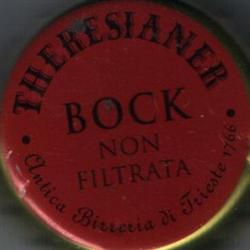 THERESIANER
BOCK
NON
FILTRATA
• Antica Birreria di Trieste 1766 •